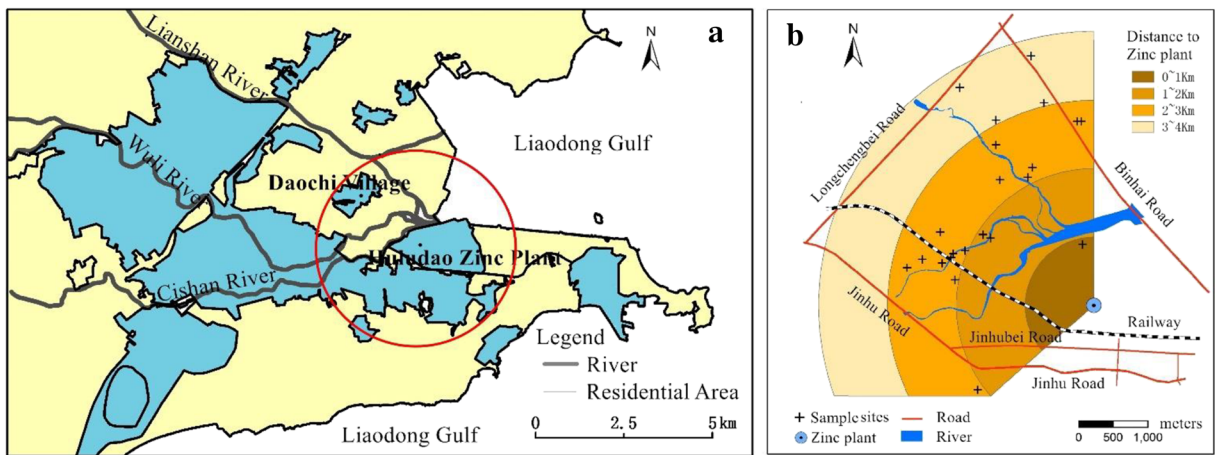 a
N
Lianshan River
Wuli River
Liaodong Gulf
Daochi Village
Huludao Zinc Plant
Cishan River
Legend
River
Residential Area
0 2.5 5 km
Liaodong Gulf
b
N
Distance to
Zinc plant
0~1Km
1~2Km
2~3Km
3~4Km
Longchengbei Road
Binhai Road
Jinhu Road
Railway
Jinhubei Road
Jinhu Road
Sample sites
Road
Zinc plant
River
meters
0 500 1,000